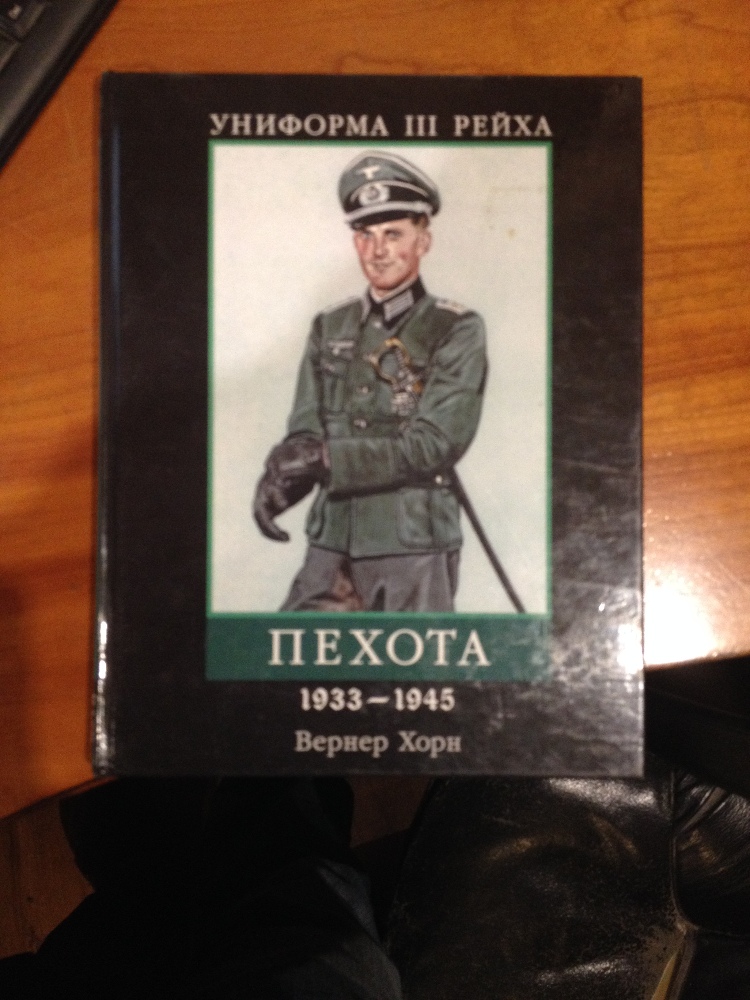 УНИФОРМА III РЕЙХА
ПЕХОТА
1933–1945
Вернер Хорн